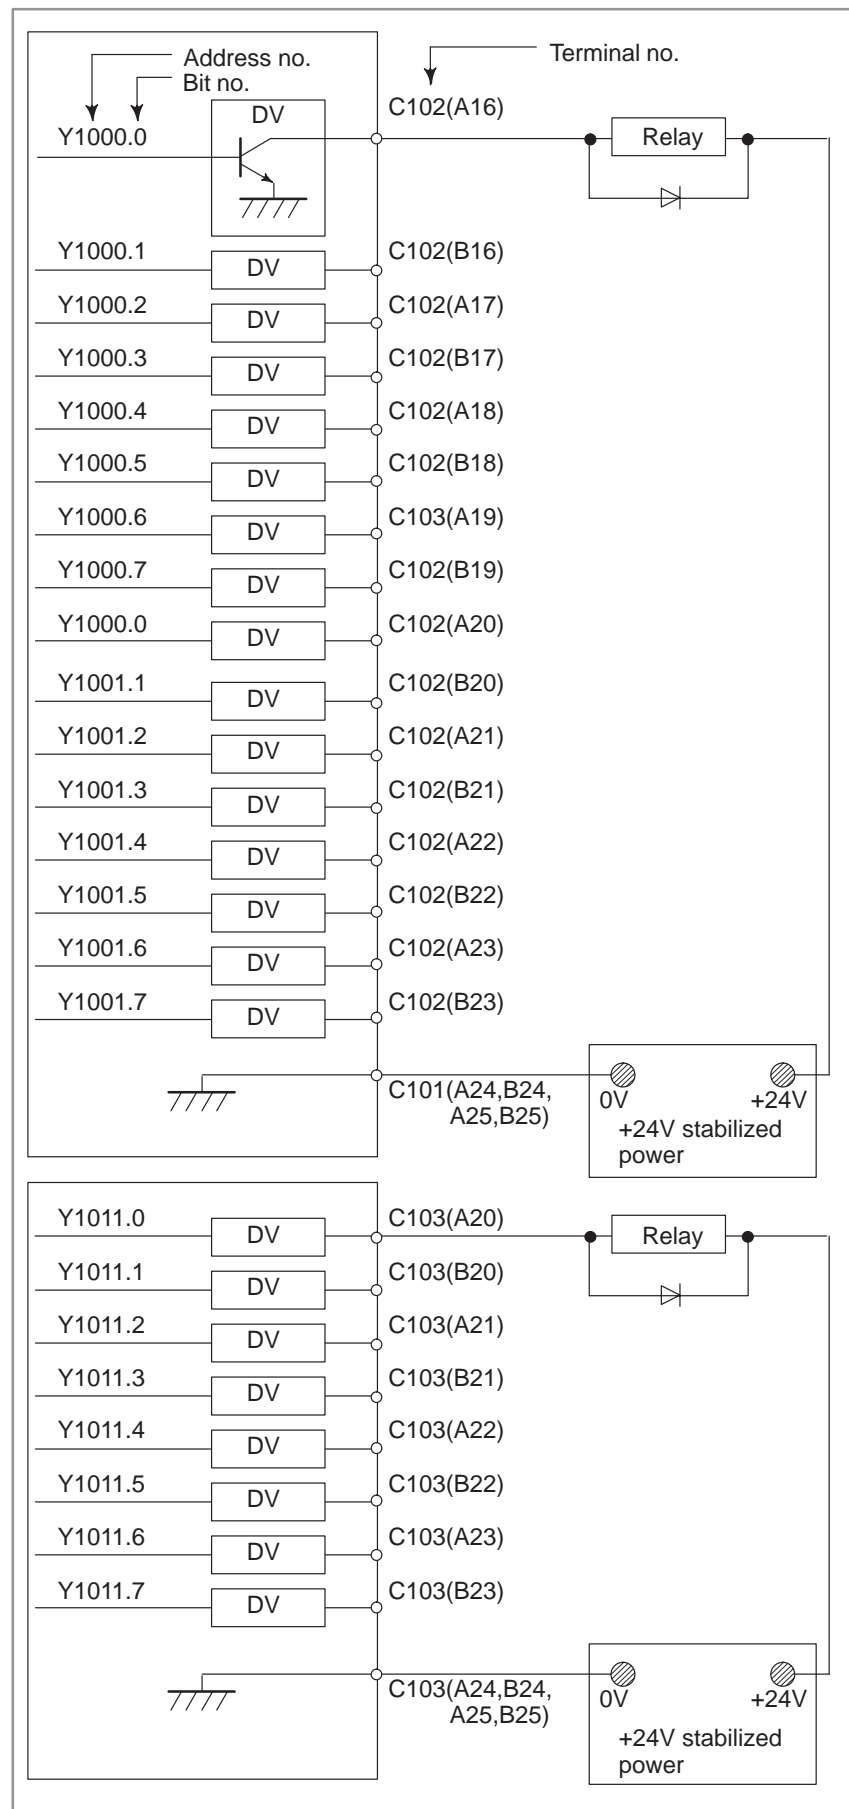 Address no.
Bit no.
Terminal no.
Y1000.0 DV C102(A16) Relay
Y1000.1 DV C102(B16)
Y1000.2 DV C102(A17)
Y1000.3 DV C102(B17)
Y1000.4 DV C102(A18)
Y1000.5 DV C102(B18)
Y1000.6 DV C103(A19)
Y1000.7 DV C102(B19)
Y1000.0 DV C102(A20)
Y1001.1 DV C102(B20)
Y1001.2 DV C102(A21)
Y1001.3 DV C102(B21)
Y1001.4 DV C102(A22)
Y1001.5 DV C102(B22)
Y1001.6 DV C102(A23)
Y1001.7 DV C102(B23)
C101(A24,B24,
A25,B25)
0V +24V
+24V stabilized
power
Y1011.0 DV C103(A20) Relay
Y1011.1 DV C103(B20)
Y1011.2 DV C103(A21)
Y1011.3 DV C103(B21)
Y1011.4 DV C103(A22)
Y1011.5 DV C103(B22)
Y1011.6 DV C103(A23)
Y1011.7 DV C103(B23)
C103(A24,B24,
A25,B25)
0V +24V
+24V stabilized
power